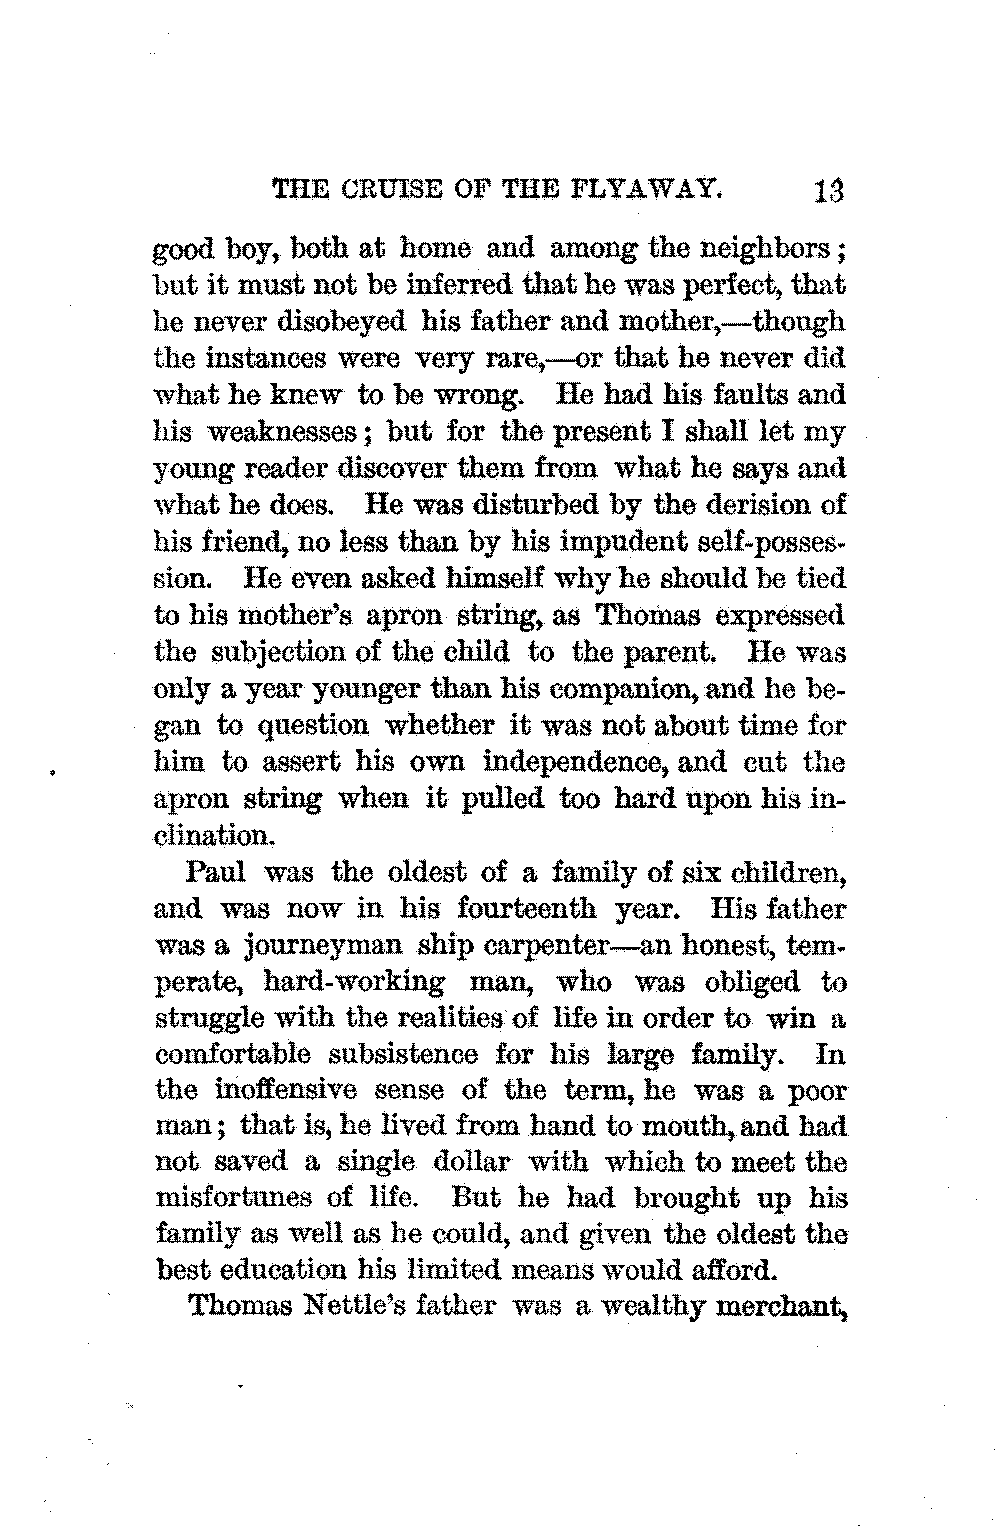 THE CRUISE OF THE FLYAWAY. 13
good boy, both at home and among the neighbors;
but it must not be inferred that he was perfect, that
he never disobeyed his father and mother,—though
the instances were very rare,—or that he never did
what he knew to be wrong. He had his faults and
his weaknesses; but for the present I shall let my
young reader discover them from what he says and
what he does. He was disturbed by the derision of
his friend, no less than by his impudent self-posses-
sion. He even asked himself why he should be tied
to his mother's apron string, as Thomas expressed
the subjection of the child to the parent. He was
only a year younger than his companion, and he be-
gan to question whether it was not about time for
him to assert his own independence, and cut the
apron string when it pulled too hard upon his in-
clination.
Paul was the oldest of a family of six children,
and was now in his fourteenth year. His father
was a journeyman ship carpenter—an honest, tem-
perate, hard-working man, who was obliged to
struggle with the realities of life in order to win a
comfortable subsistence for his large family. In
the inoffensive sense of the term, he was a poor
man; that is, he lived from hand to mouth, and had
not saved a single dollar with which to meet the
misfortunes of life. But he had brought up his
family as well as he could, and given the oldest the
best education his limited means would afford.
Thomas Nettle's father was a wealthy merchant,